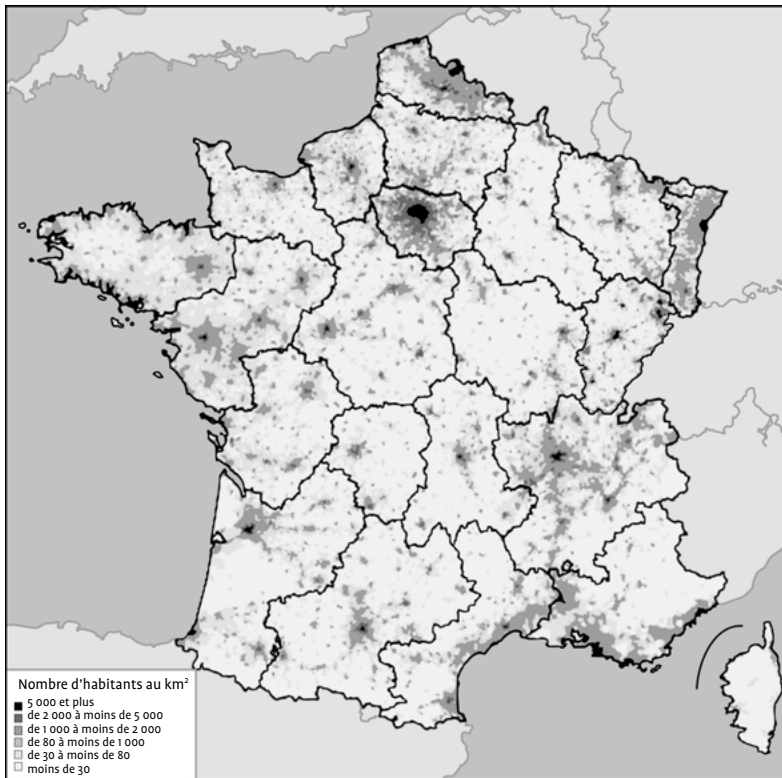 Nombre d’habitants au km²
5 000 et plus
de 2 000 à moins de 5 000
de 1 000 à moins de 2 000
de 80 à moins de 1 000
de 30 à moins de 80
moins de 30